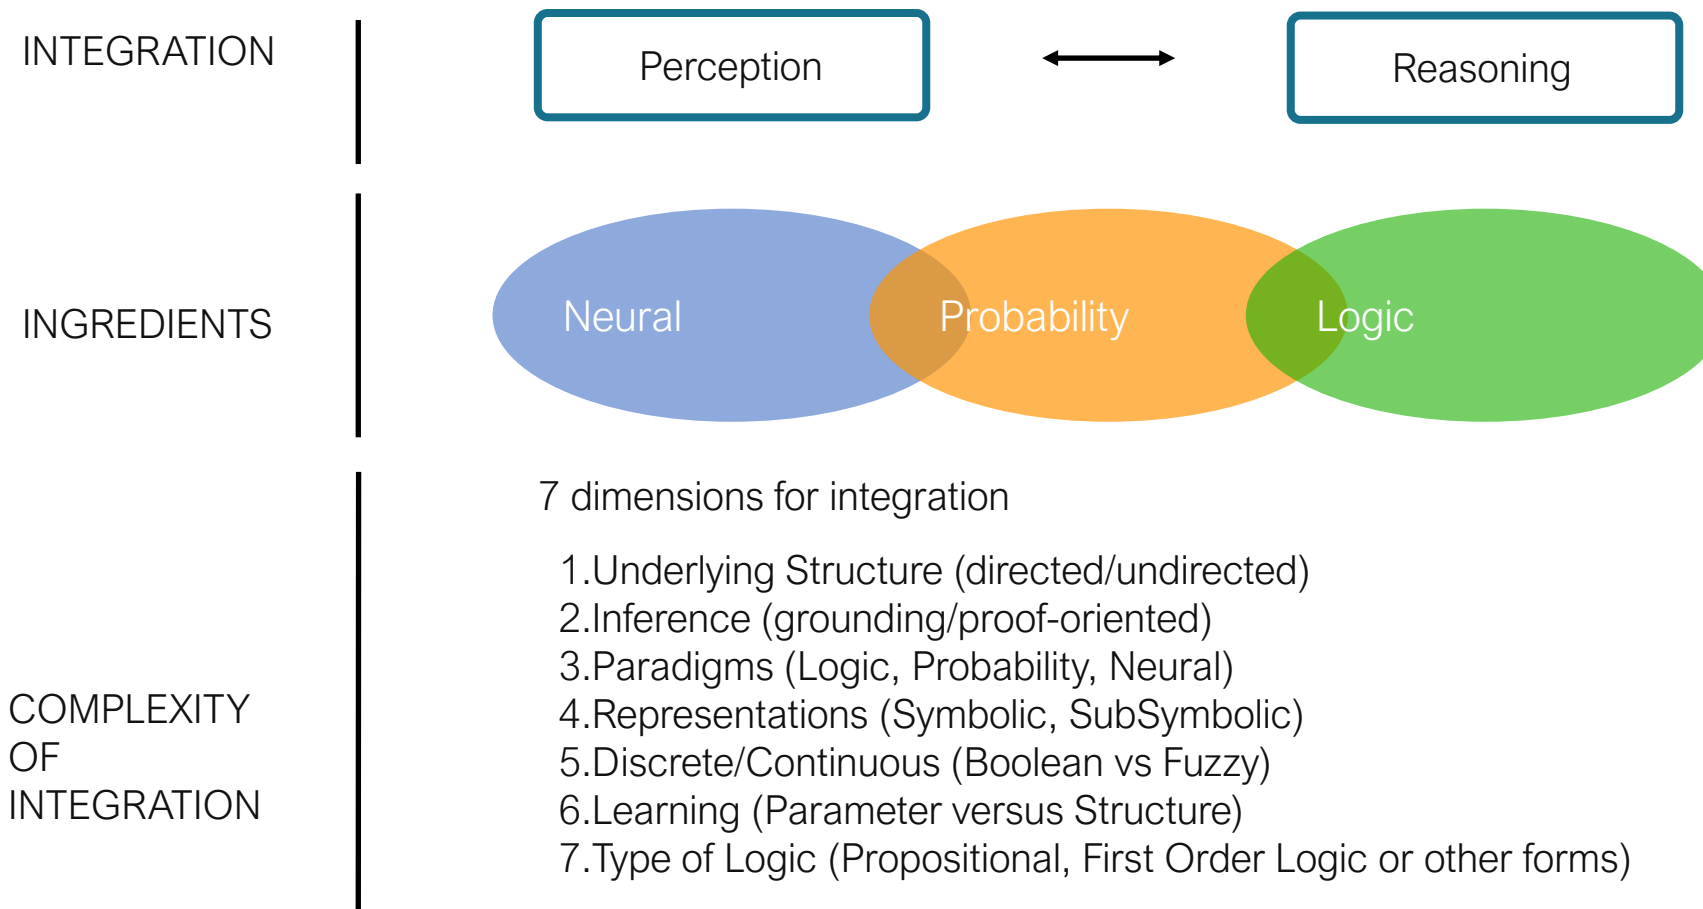 INTEGRATION
Perception
Reasoning
INGREDIENTS
Neural
Probability
Logic
COMPLEXITY
OF
INTEGRATION
7 dimensions for integration
1.Underlying Structure (directed/undirected)
2.Inference (grounding/proof-oriented)
3.Paradigms (Logic, Probability, Neural)
4.Representations (Symbolic, SubSymbolic)
5.Discrete/Continuous (Boolean vs Fuzzy)
6.Learning (Parameter versus Structure)
7.Type of Logic (Propositional, First Order Logic or other forms)